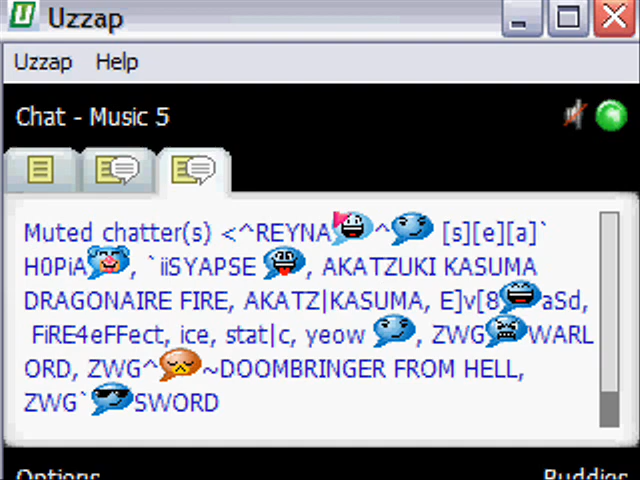 Uzzap
Uzzap Help
Chat - Music 5
Muted chatter(s) <^REYNA ^ [s][e][a]`
H0PiA , `iiSYAPSE , AKATZUKI KASUMA
DRAGONAIRE FIRE, AKATZ|KASUMA, E]v[8 aSd,
FiRE4eFFect, ice, stat|c, yeow , ZWG WARL
ORD, ZWG^ ~DOOMBRINGER FROM HELL,
ZWG` SWORD
Options Buddies